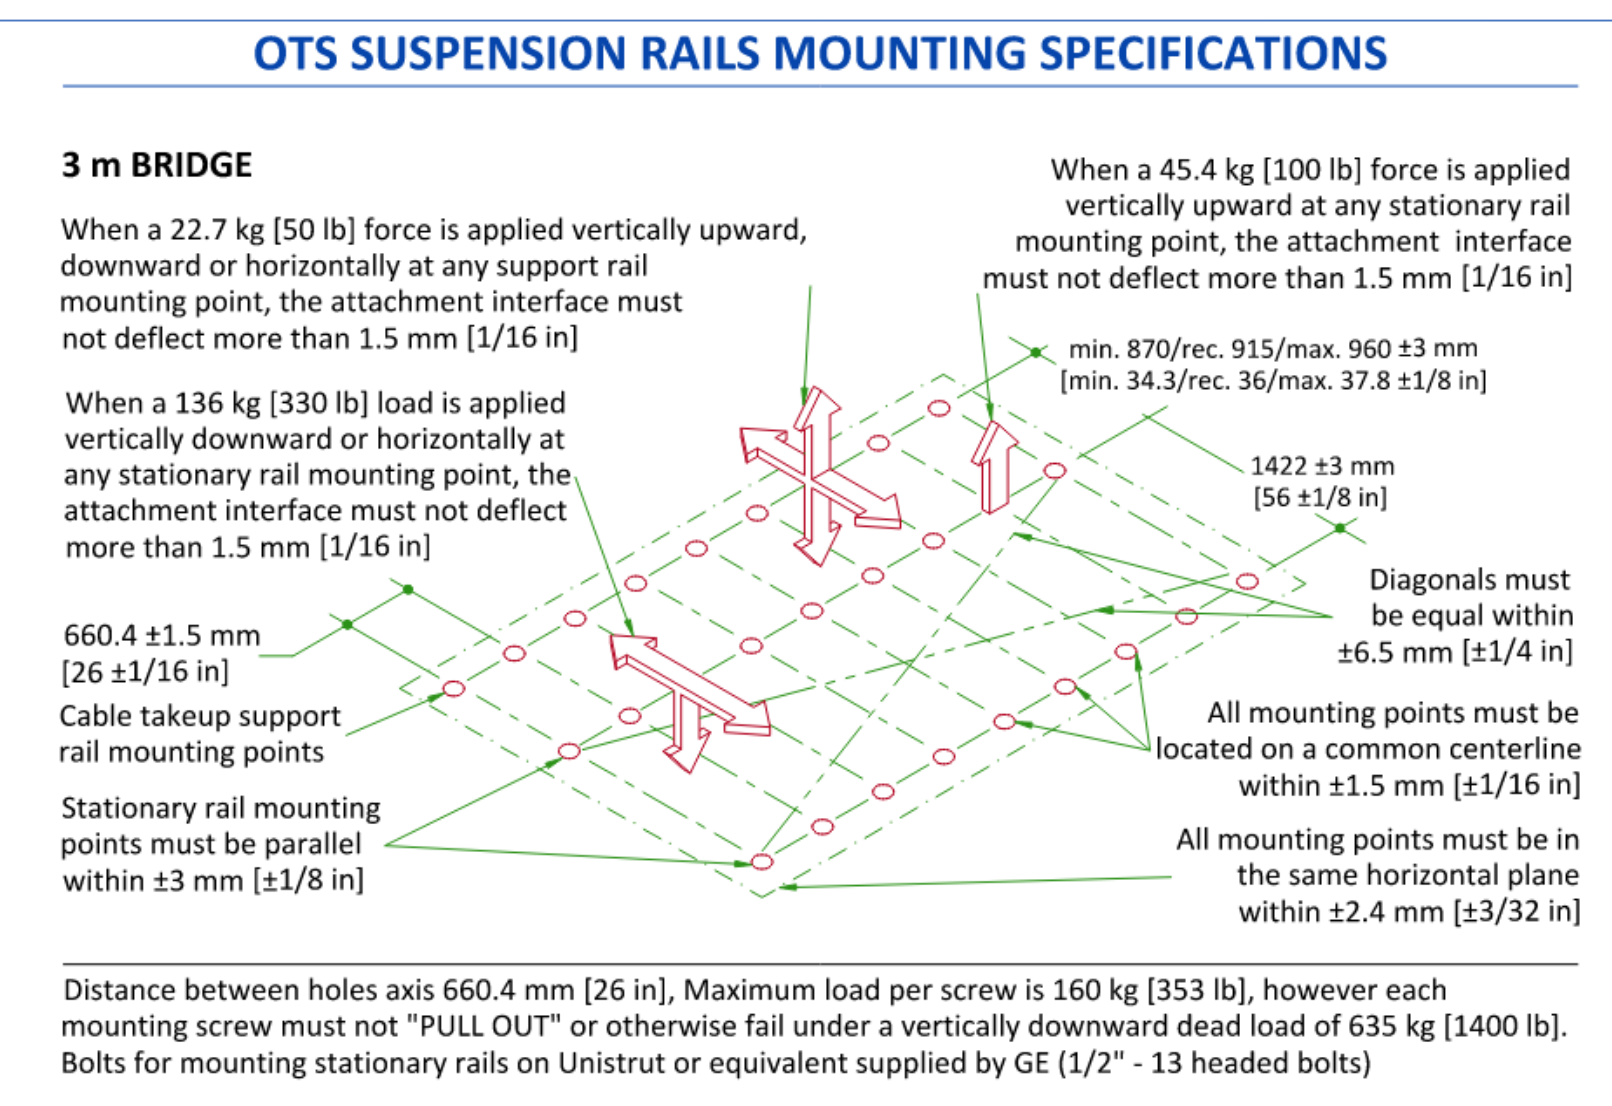 OTS SUSPENSION RAILS MOUNTING SPECIFICATIONS
3 m BRIDGE
When a 22.7 kg [50 lb] force is applied vertically upward,
downward or horizontally at any support rail
mounting point, the attachment interface must
not deflect more than 1.5 mm [1/16 in]
When a 45.4 kg [100 lb] force is applied
vertically upward at any stationary rail
mounting point, the attachment interface
must not deflect more than 1.5 mm [1/16 in]
min. 870/rec. 915/max. 960 ±3 mm
[min. 34.3/rec. 36/max. 37.8 ±1/8 in]
When a 136 kg [330 lb] load is applied
vertically downward or horizontally at
any stationary rail mounting point, the
attachment interface must not deflect
more than 1.5 mm [1/16 in]
1422 ±3 mm
[56 ±1/8 in]
660.4 ±1.5 mm
[26 ±1/16 in]
Diagonals must
be equal within
±6.5 mm [±1/4 in]
Cable takeup support
rail mounting points
All mounting points must be
located on a common centerline
within ±1.5 mm [±1/16 in]
Stationary rail mounting
points must be parallel
within ±3 mm [±1/8 in]
All mounting points must be in
the same horizontal plane
within ±2.4 mm [±3/32 in]
Distance between holes axis 660.4 mm [26 in], Maximum load per screw is 160 kg [353 lb], however each
mounting screw must not "PULL OUT" or otherwise fail under a vertically downward dead load of 635 kg [1400 lb].
Bolts for mounting stationary rails on Unistrut or equivalent supplied by GE (1/2" - 13 headed bolts)